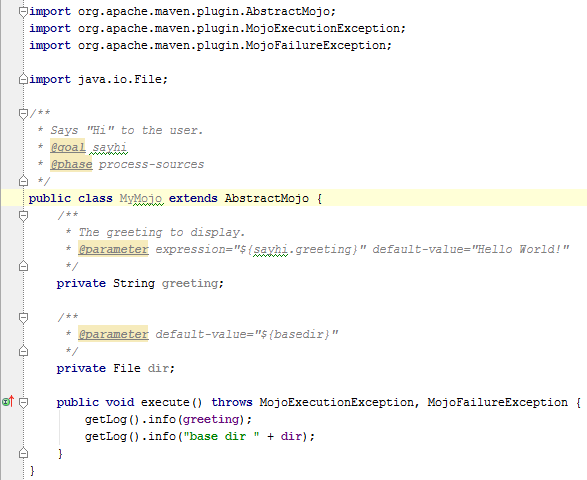 import org.apache.maven.plugin.AbstractMojo;
import org.apache.maven.plugin.MojoExecutionException;
import org.apache.maven.plugin.MojoFailureException;
import java.io.File;
/**
 * Says "Hi" to the user.
 * @goal sayhi
 * @phase process-sources
 */
public class MyMojo extends AbstractMojo {
    /**
     * The greeting to display.
     * @parameter expression="${sayhi.greeting}" default-value="Hello World!"
     */
    private String greeting;
    /**
     * @parameter default-value="${basedir}"
     */
    private File dir;
    public void execute() throws MojoExecutionException, MojoFailureException {
        getLog().info(greeting);
        getLog().info("base dir " + dir);
    }
}